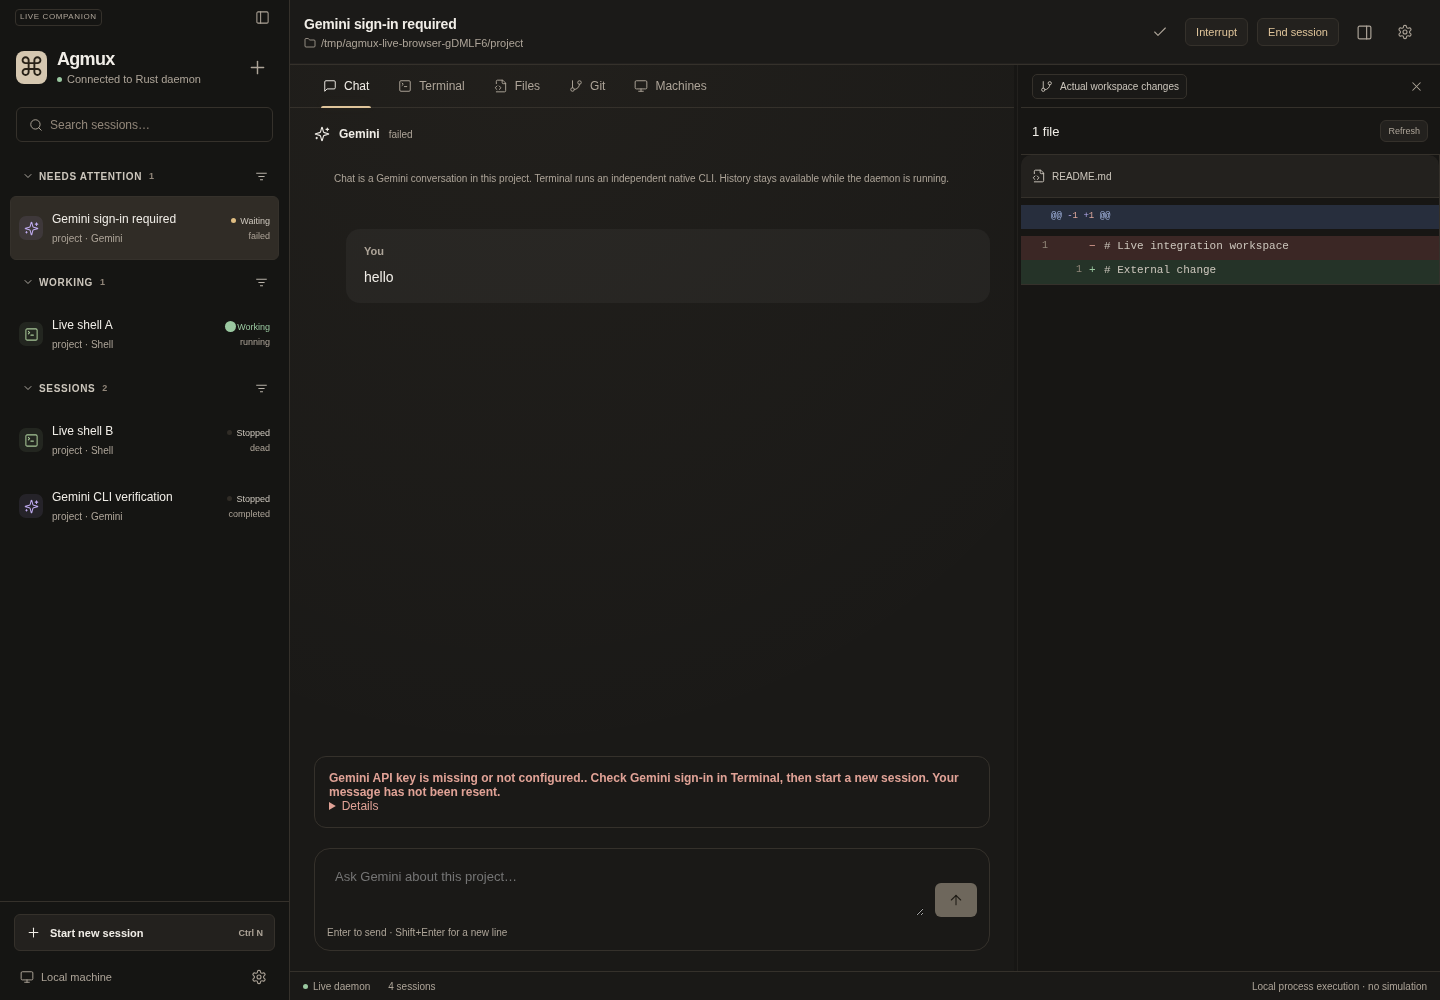 LIVE COMPANION
Agmux
Connected to Rust daemon
Search sessions…
NEEDS ATTENTION 1
Gemini sign-in required
Waiting
project · Gemini
failed
WORKING 1
Live shell A
Working
project · Shell
running
SESSIONS 2
Live shell B
Stopped
project · Shell
dead
Gemini CLI verification
Stopped
project · Gemini
completed
Start new session Ctrl N
Local machine
Gemini sign-in required
/tmp/agmux-live-browser-gDMLF6/project
Interrupt
End session
Chat Terminal Files Git Machines
Gemini failed
Chat is a Gemini conversation in this project. Terminal runs an independent native CLI. History stays available while the daemon is running.
You
hello
Gemini API key is missing or not configured.. Check Gemini sign-in in Terminal, then start a new session. Your
message has not been resent.
Details
Ask Gemini about this project…
Enter to send · Shift+Enter for a new line
Actual workspace changes
1 file
Refresh
README.md
@@ -1 +1 @@
1 − # Live integration workspace
1 + # External change
Live daemon 4 sessions
Local process execution · no simulation